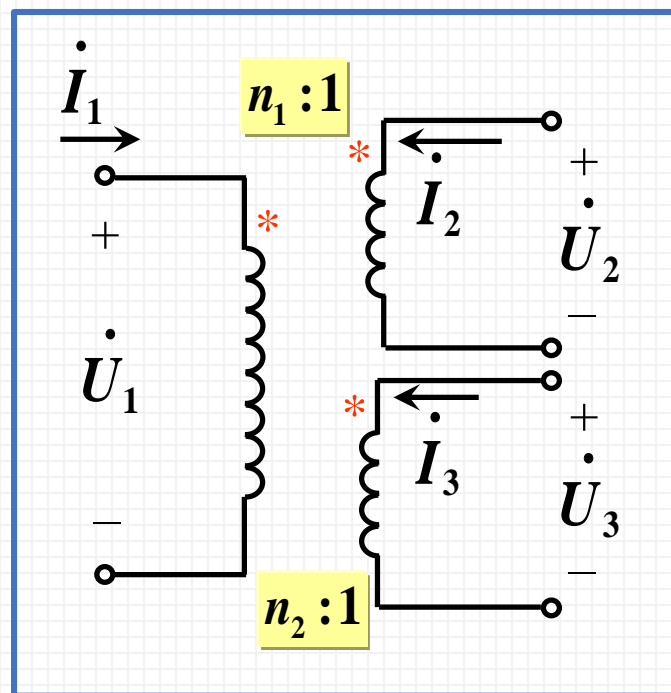 İ₁
n₁ : 1
*
İ₂
+
U̇₂
−
*
+
U̇₁
−
*
İ₃
+
U̇₃
−
n₂ : 1